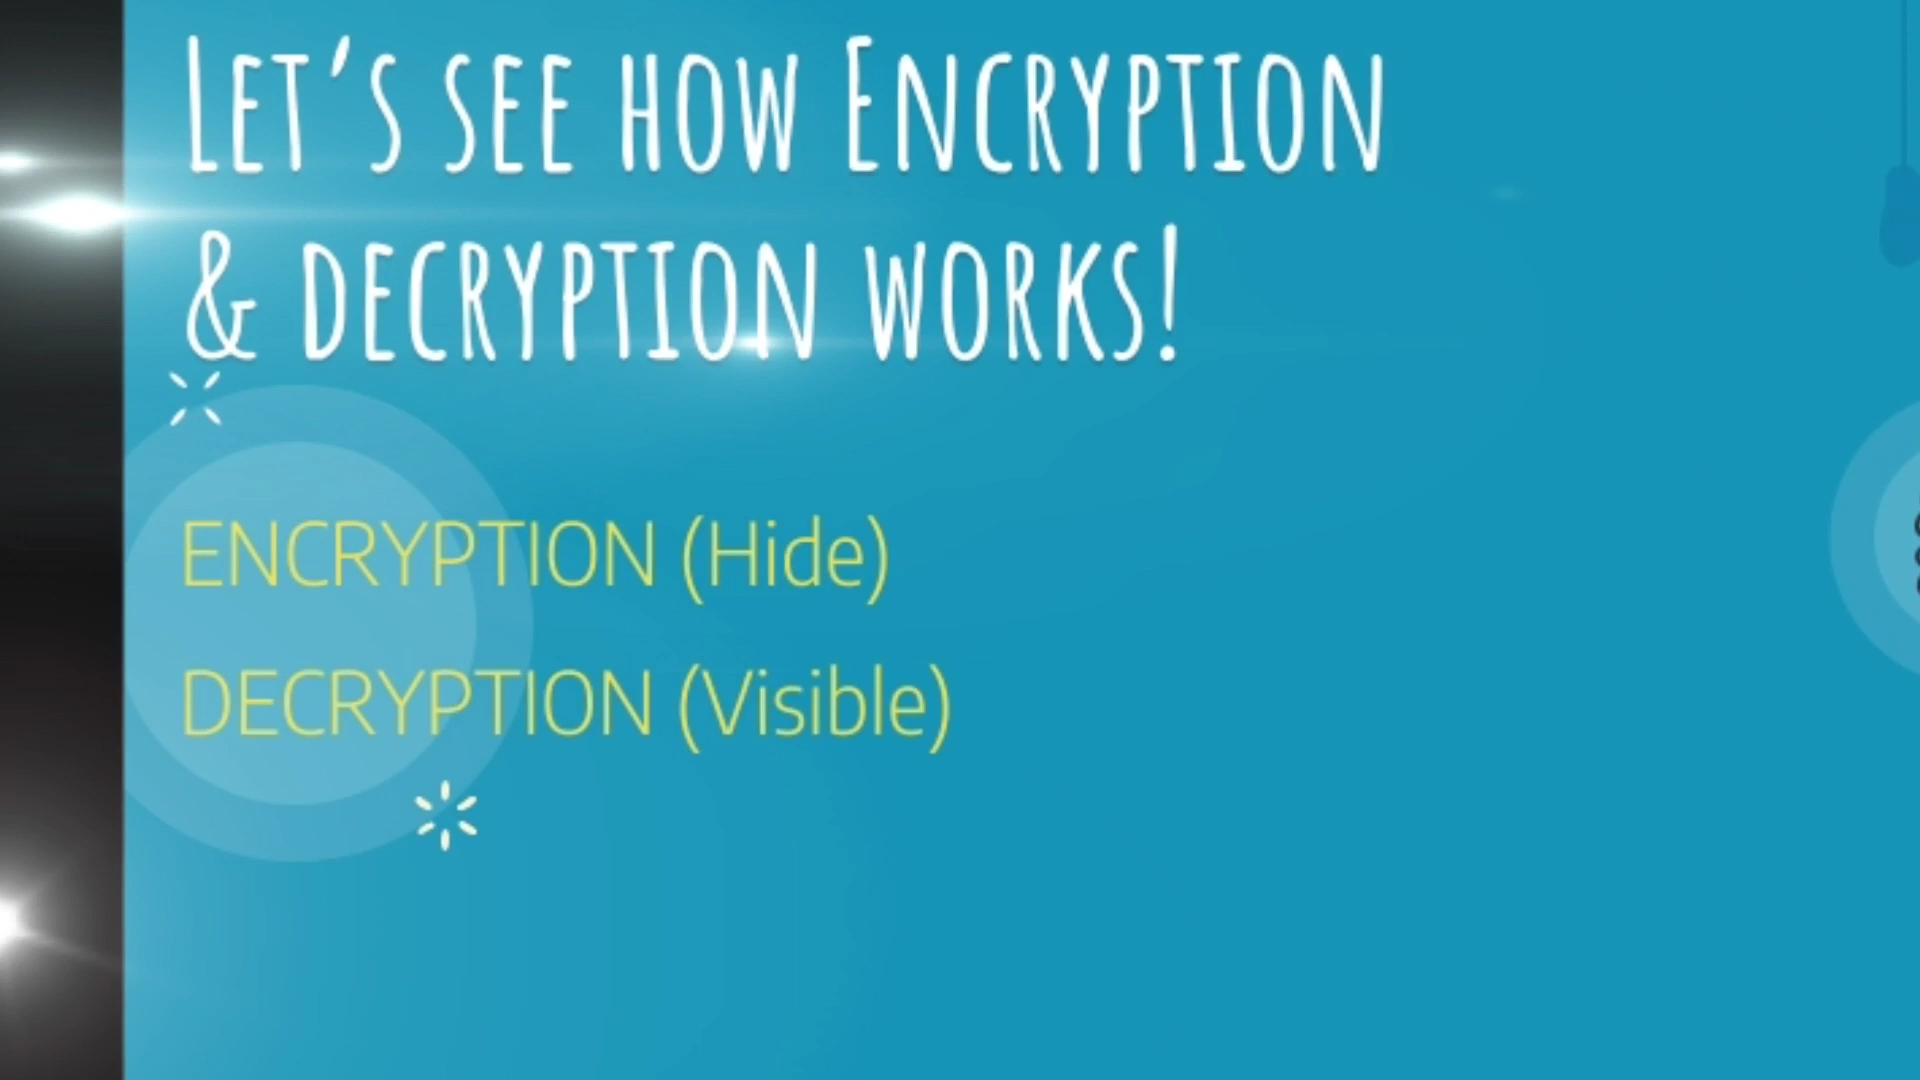 Let's see how Encryption
& decryption works!
ENCRYPTION (Hide)
DECRYPTION (Visible)